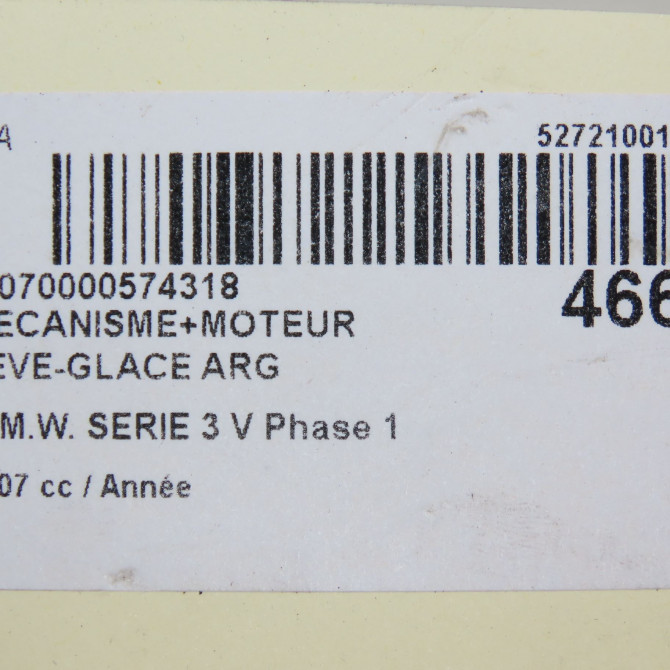 A 52721001
070000574318 466
ECANISME+MOTEUR
EVE-GLACE ARG
M.W. SERIE 3 V Phase 1
07 cc / Année